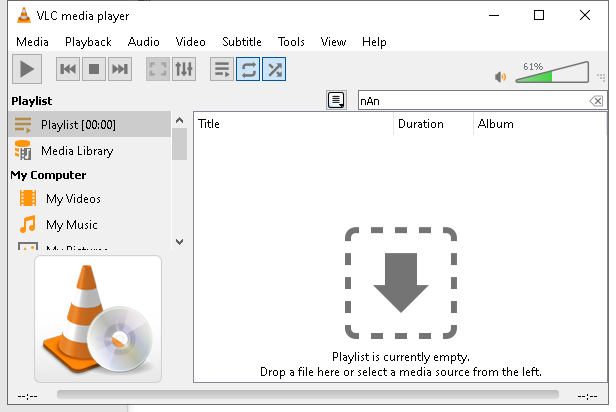 VLC media player
Media Playback Audio Video Subtitle Tools View Help
61%
Playlist
nAn
Playlist [00:00]
Title Duration Album
Media Library
My Computer
My Videos
My Music
My Pictures
Playlist is currently empty.
Drop a file here or select a media source from the left.
--:-- --:--